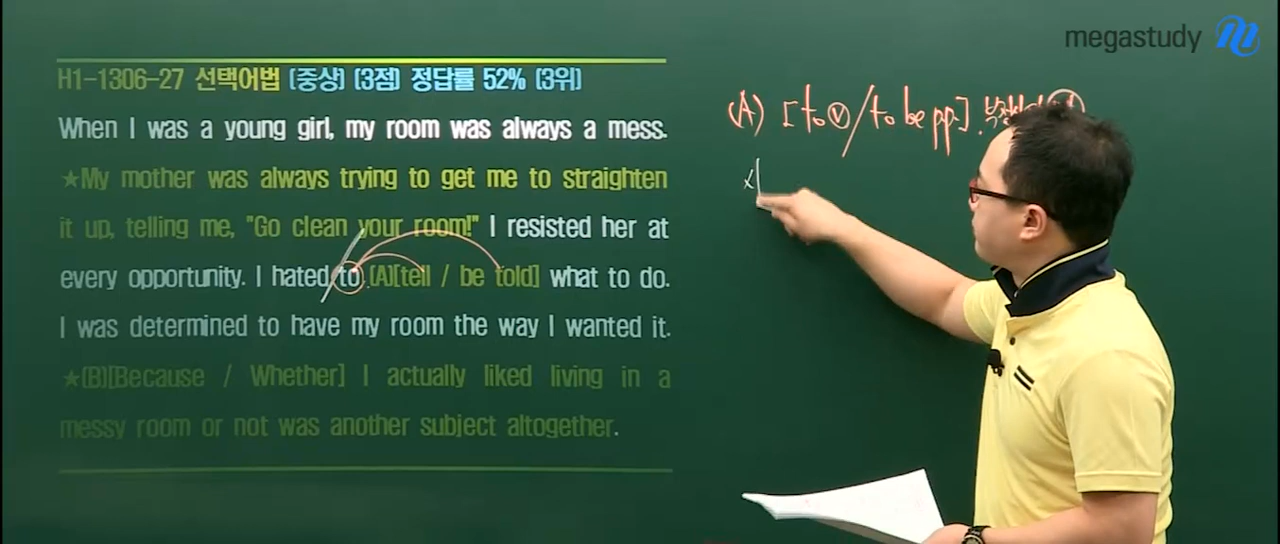 megastudy
H1-1306-27 선택어법 (중상) (3점) 정답률 52% (3위)
When I was a young girl, my room was always a mess.
★My mother was always trying to get me to straighten
it up, telling me, "Go clean your room!" I resisted her at
every opportunity. I hated to (A)[tell / be told] what to do.
I was determined to have my room the way I wanted it.
★(B)[Because / Whether] I actually liked living in a
messy room or not was another subject altogether.
(A) [to ⓥ / to be pp.]